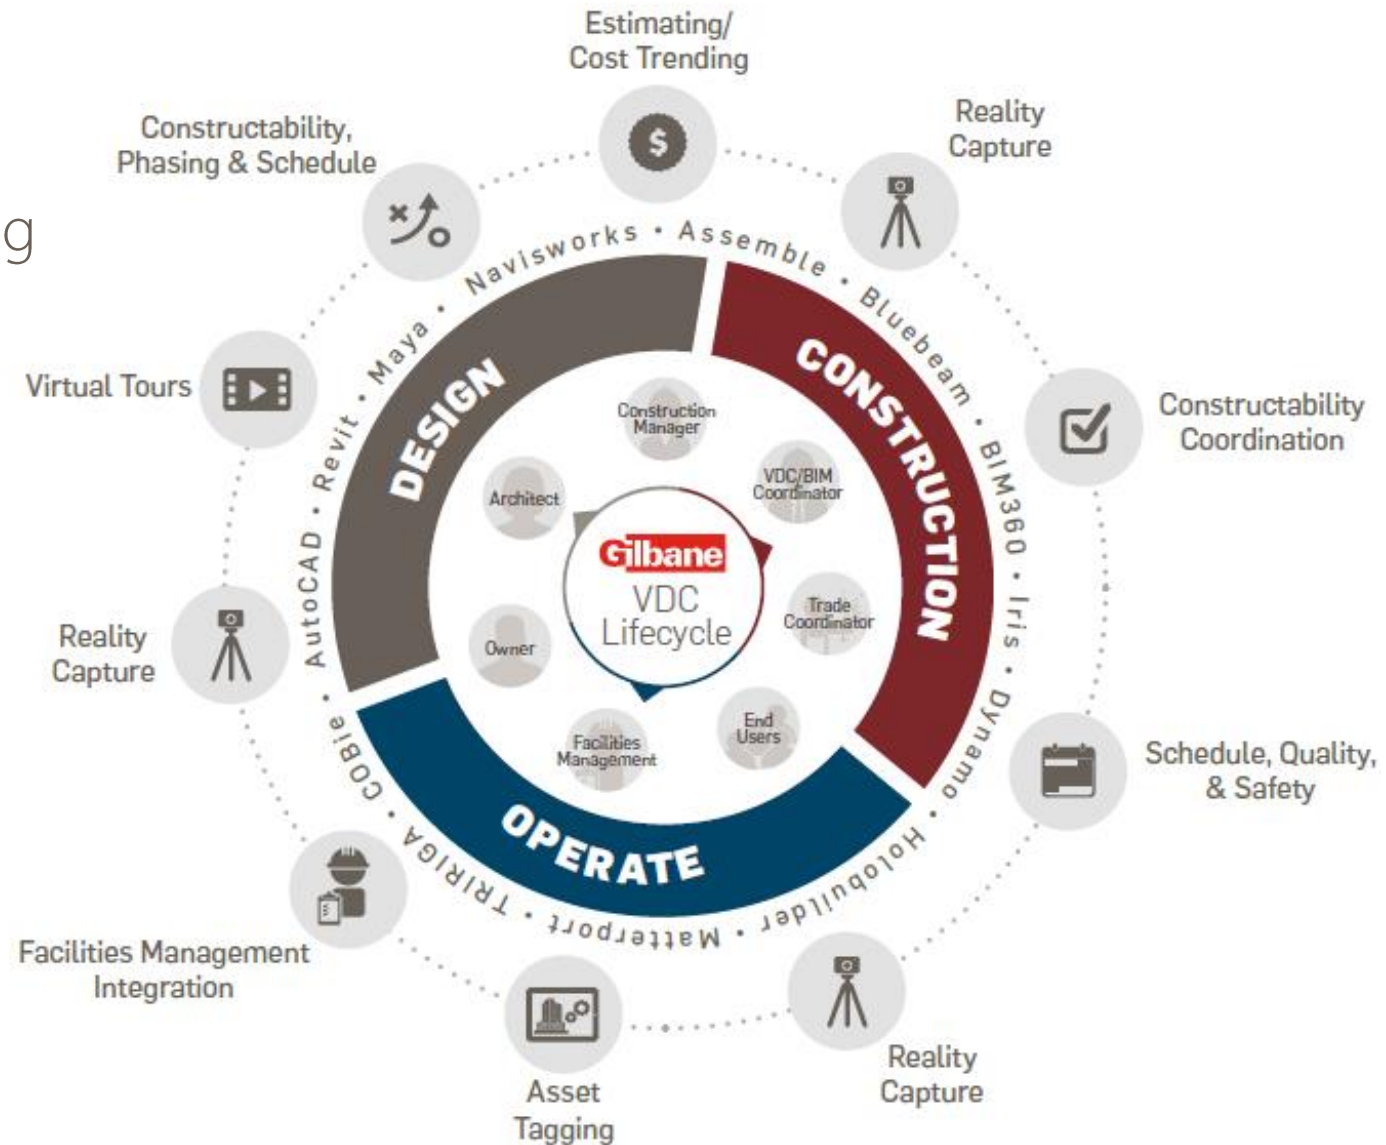 Estimating/
Cost Trending
Reality
Capture
Constructability
Coordination
Schedule, Quality,
& Safety
Reality
Capture
Asset
Tagging
Facilities Management
Integration
Reality
Capture
Virtual Tours
Constructability,
Phasing & Schedule
g
AutoCAD • Revit • Maya • Navisworks • Assemble • Bluebeam • BIM360 • Iris • Dynamo • Holobuilder • Matterport • TRIRIGA • COBie •
DESIGN
CONSTRUCTION
OPERATE
Construction
Manager
VDC/BIM
Coordinator
Trade
Coordinator
End
Users
Facilities
Management
Owner
Architect
Gilbane
VDC
Lifecycle